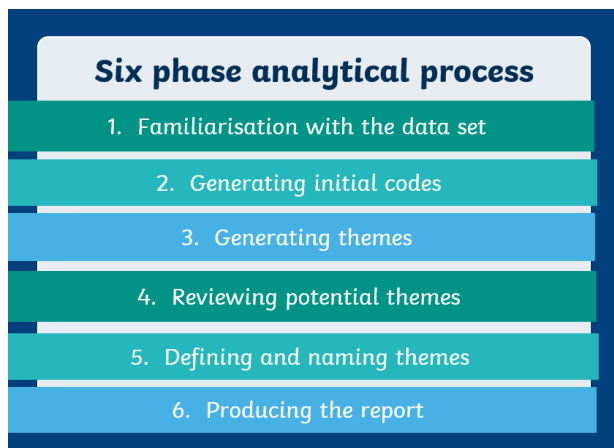 Six phase analytical process
1. Familiarisation with the data set
2. Generating initial codes
3. Generating themes
4. Reviewing potential themes
5. Defining and naming themes
6. Producing the report